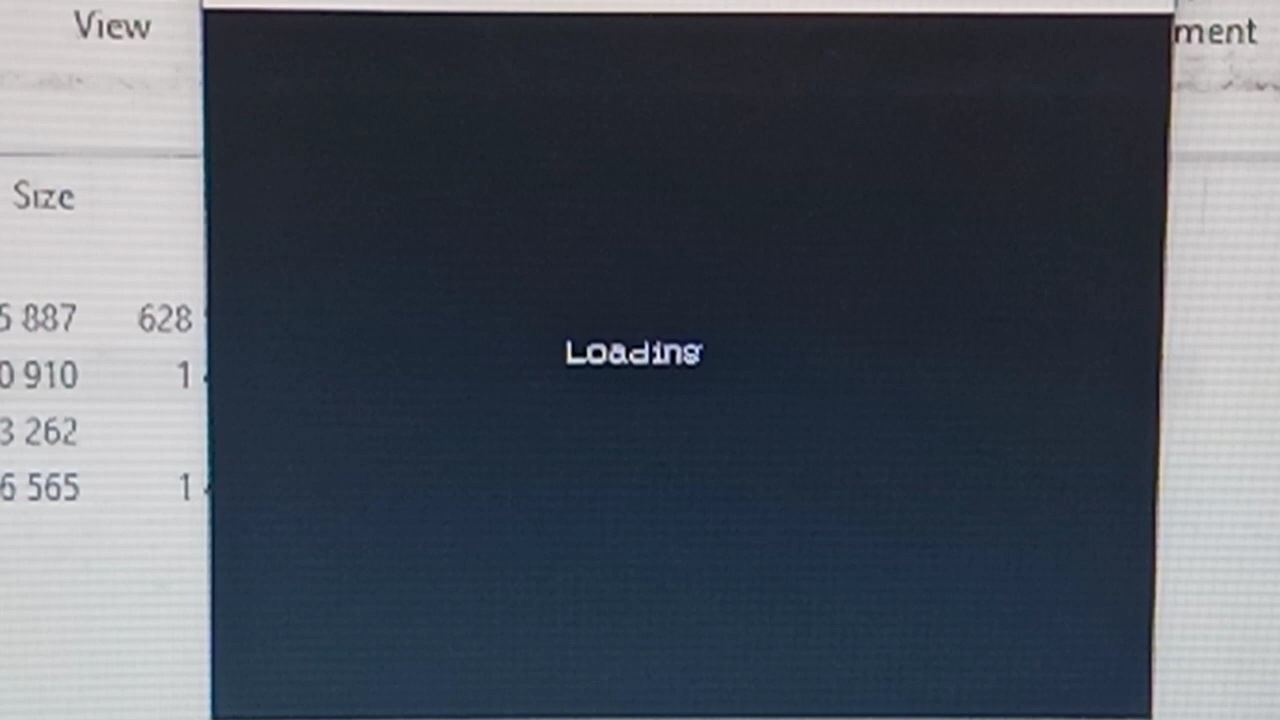 View
ment
Size
5 887 628
0 910 1
Loading
3 262
6 565 1